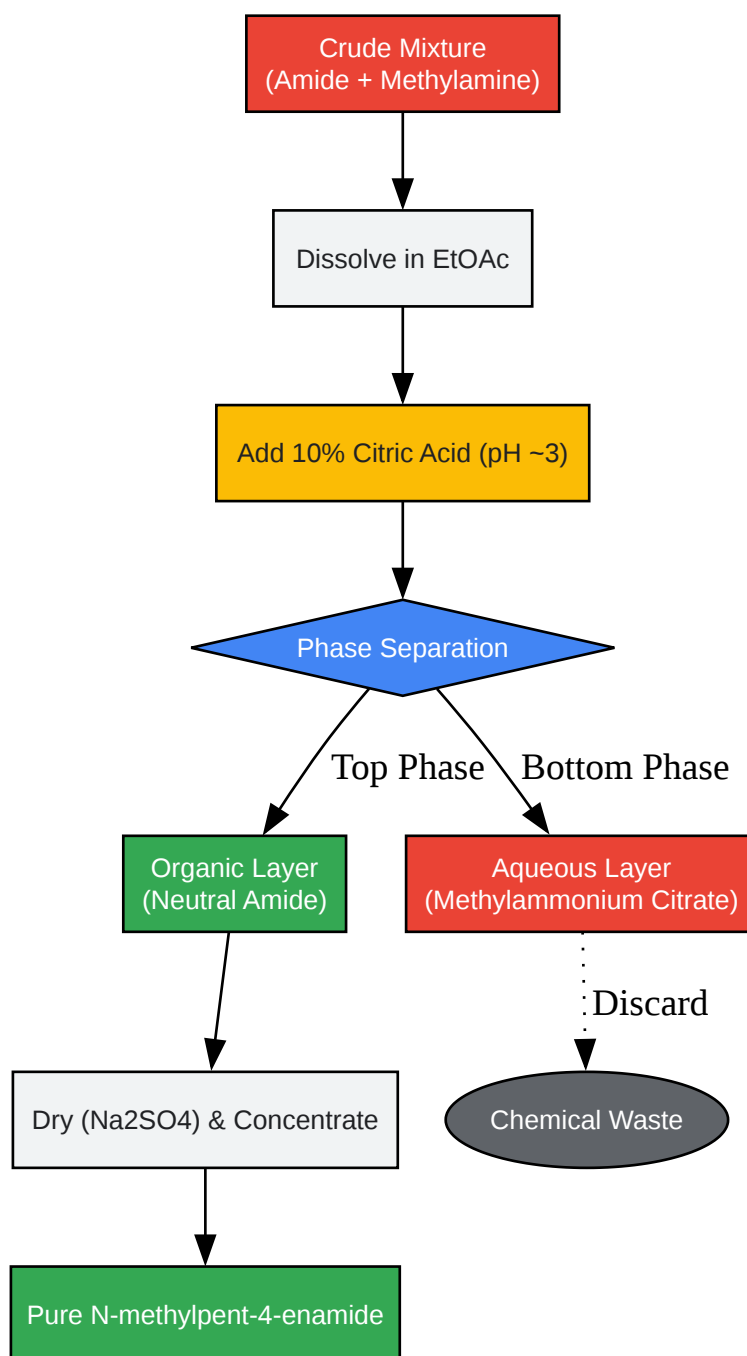 Crude Mixture
(Amide + Methylamine)
Dissolve in EtOAc
Add 10% Citric Acid (pH ~3)
Phase Separation
Top Phase
Bottom Phase
Organic Layer
(Neutral Amide)
Aqueous Layer
(Methylammonium Citrate)
Discard
Dry (Na2SO4) & Concentrate
Chemical Waste
Pure N-methylpent-4-enamide